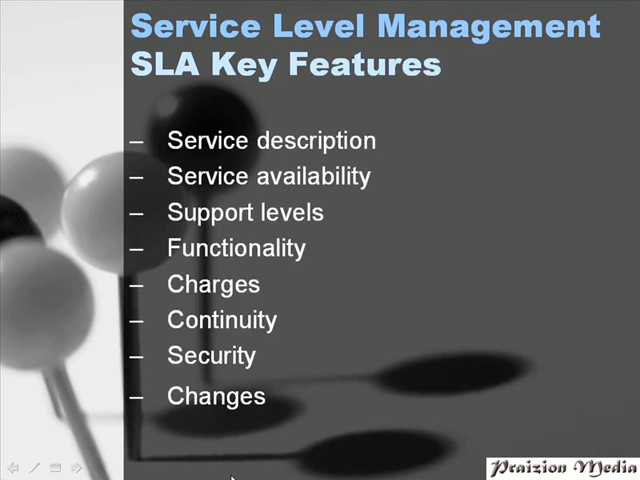 Service Level Management
SLA Key Features
– Service description
– Service availability
– Support levels
– Functionality
– Charges
– Continuity
– Security
– Changes
Praizion Media